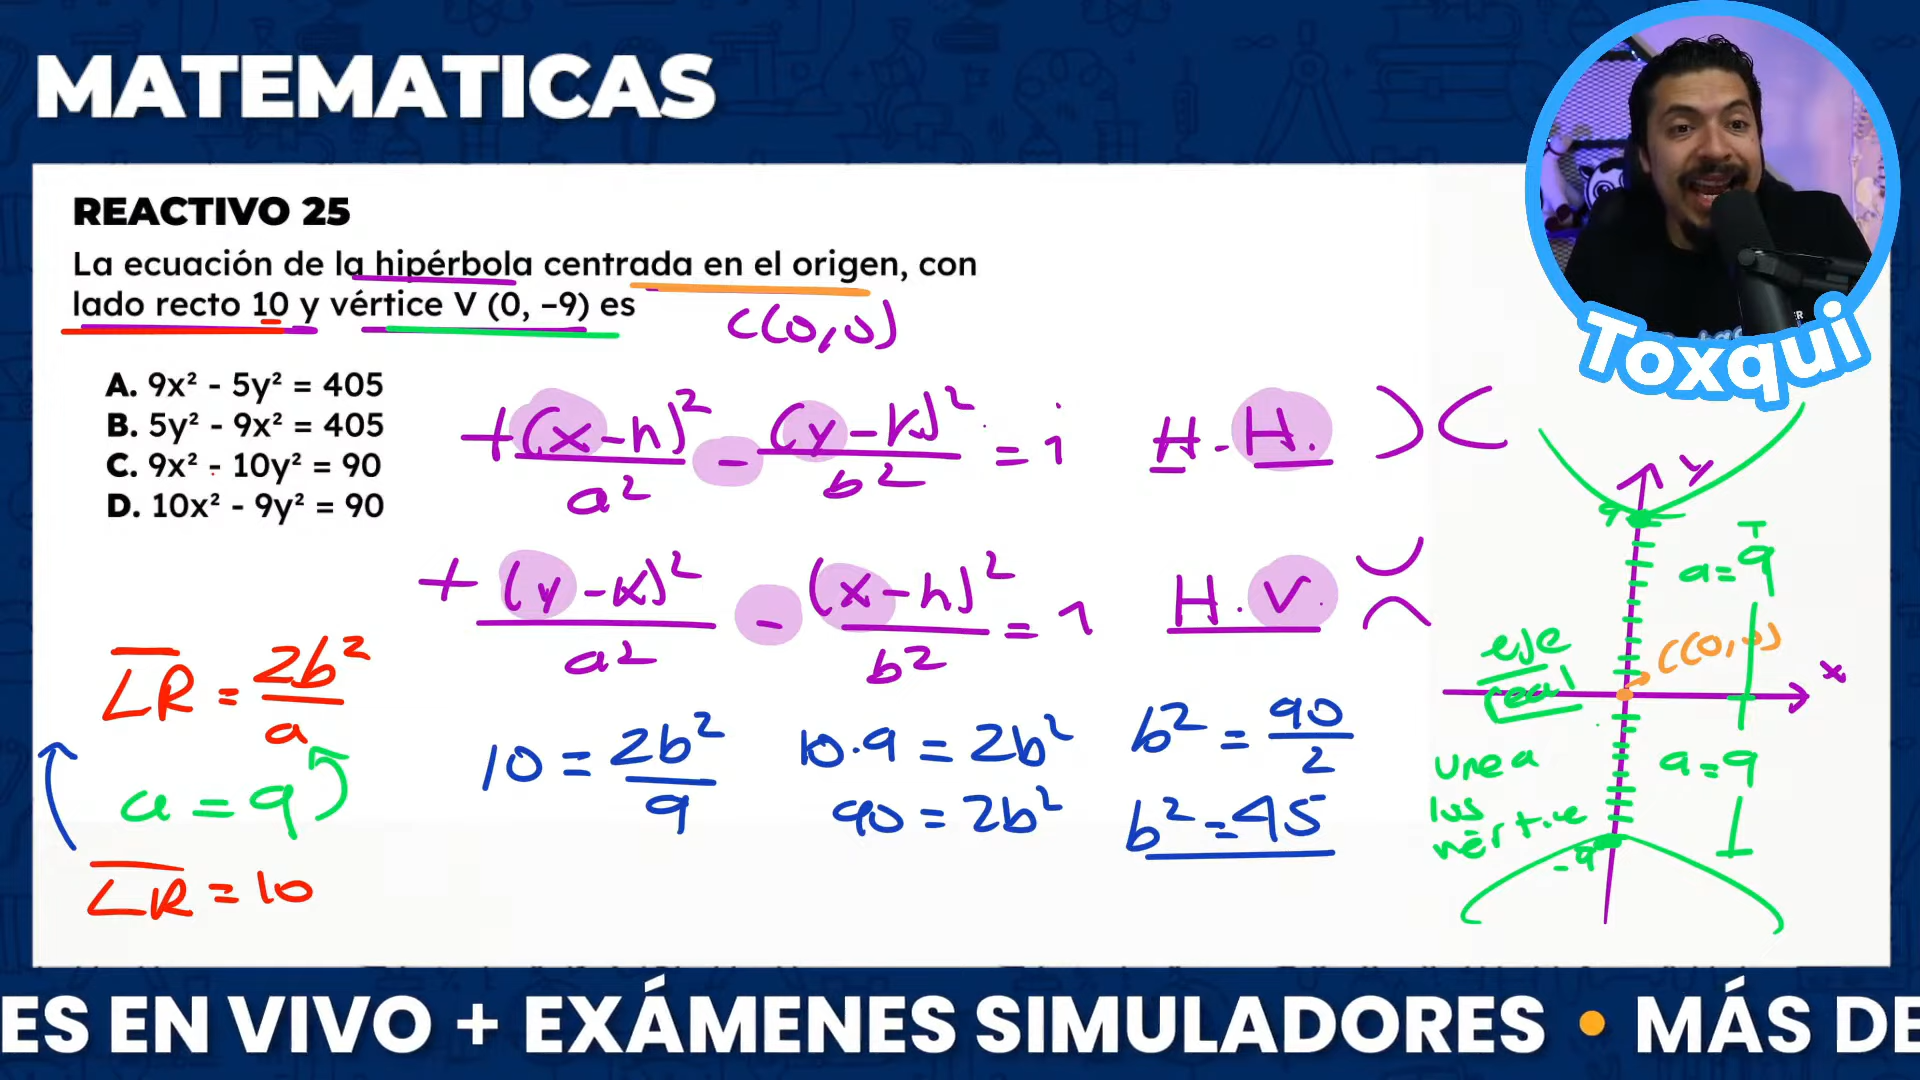 MATEMATICAS
REACTIVO 25
La ecuación de la hipérbola centrada en el origen, con
lado recto 10 y vértice V (0, –9) es
C(0,0)
A. 9x² - 5y² = 405
B. 5y² - 9x² = 405
C. 9x² - 10y² = 90
D. 10x² - 9y² = 90
+(x-h)²/a² - (y-k)²/b² = 1 H-H.
+(y-k)²/a² - (x-h)²/b² = 1 H.V.
LR = 2b²/a
a = 9
LR = 10
10 = 2b²/9
10·9 = 2b²
90 = 2b²
b² = 90/2
b² = 45
y
9
a=9
C(0,0)
x
eje
real
unea
los
vértice
a=9
-9
Toxqui
ES EN VIVO + EXÁMENES SIMULADORES • MÁS DE